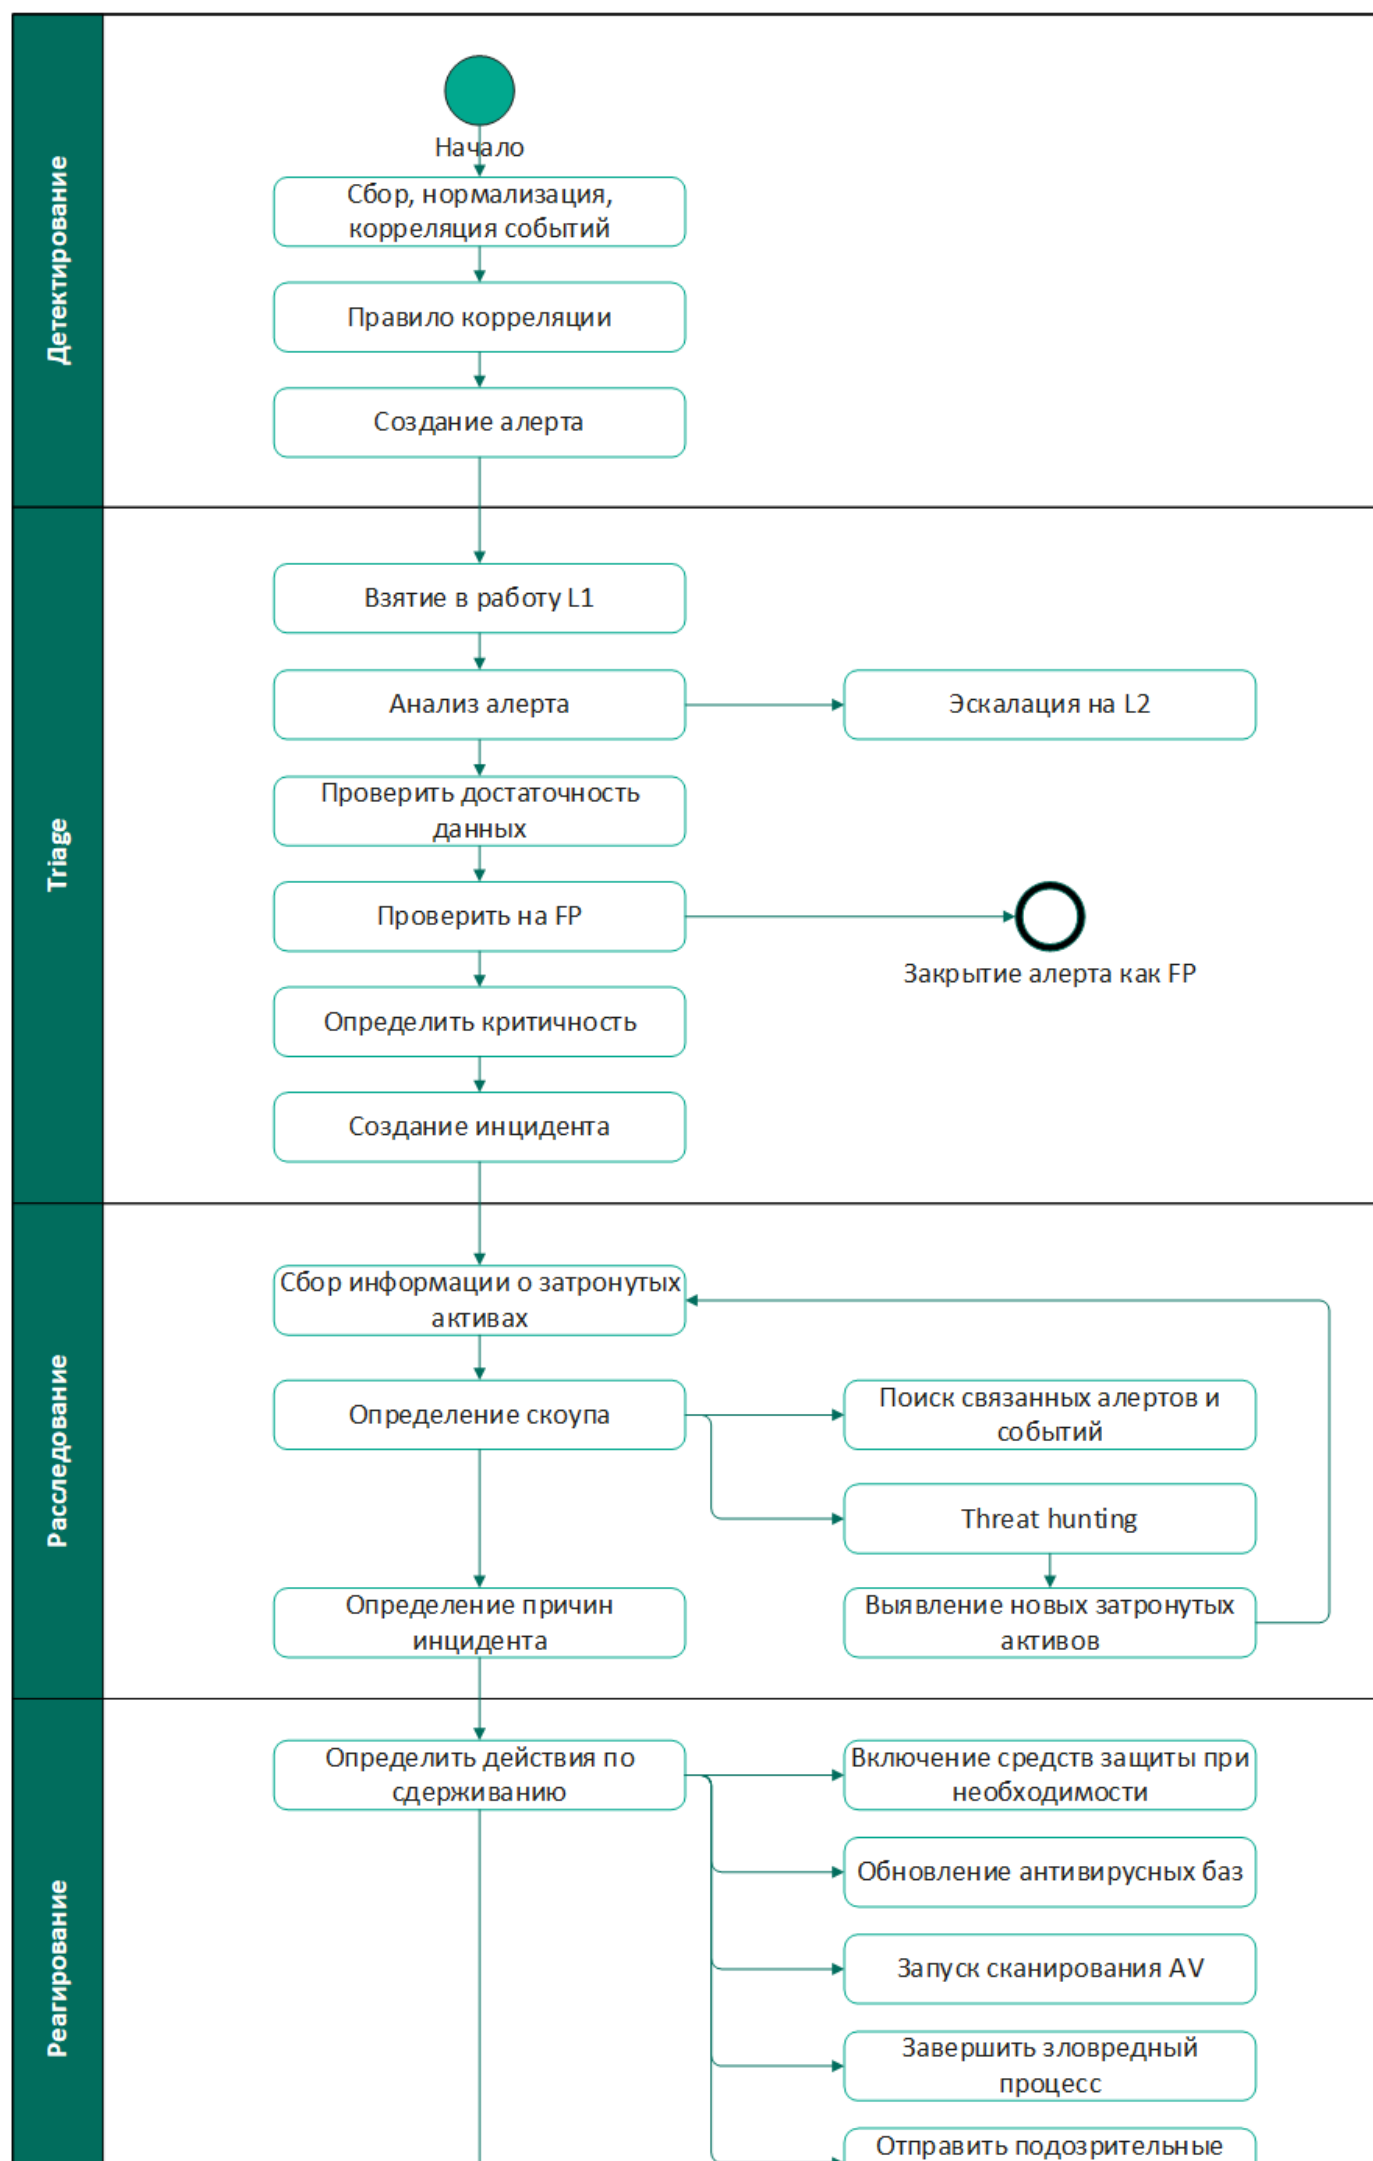 Детектирование
Начало
Сбор, нормализация,
корреляция событий
Правило корреляции
Создание алерта
Triage
Взятие в работу L1
Анализ алерта
Эскалация на L2
Проверить достаточность
данных
Проверить на FP
Закрытие алерта как FP
Определить критичность
Создание инцидента
Расследование
Сбор информации о затронутых
активах
Определение скоупа
Поиск связанных алертов и
событий
Threat hunting
Определение причин
инцидента
Выявление новых затронутых
активов
Реагирование
Определить действия по
сдерживанию
Включение средств защиты при
необходимости
Обновление антивирусных баз
Запуск сканирования AV
Завершить зловредный
процесс
Отправить подозрительные